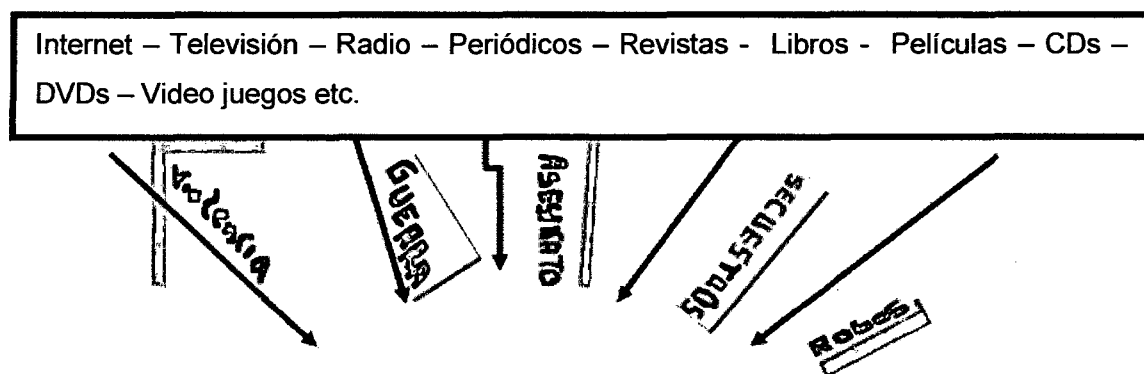 Internet – Televisión – Radio – Periódicos – Revistas - Libros - Películas – CDs –
DVDs – Video juegos etc.
Violencia
GUERRA
ASESINATO
SECUESTROS
Robos